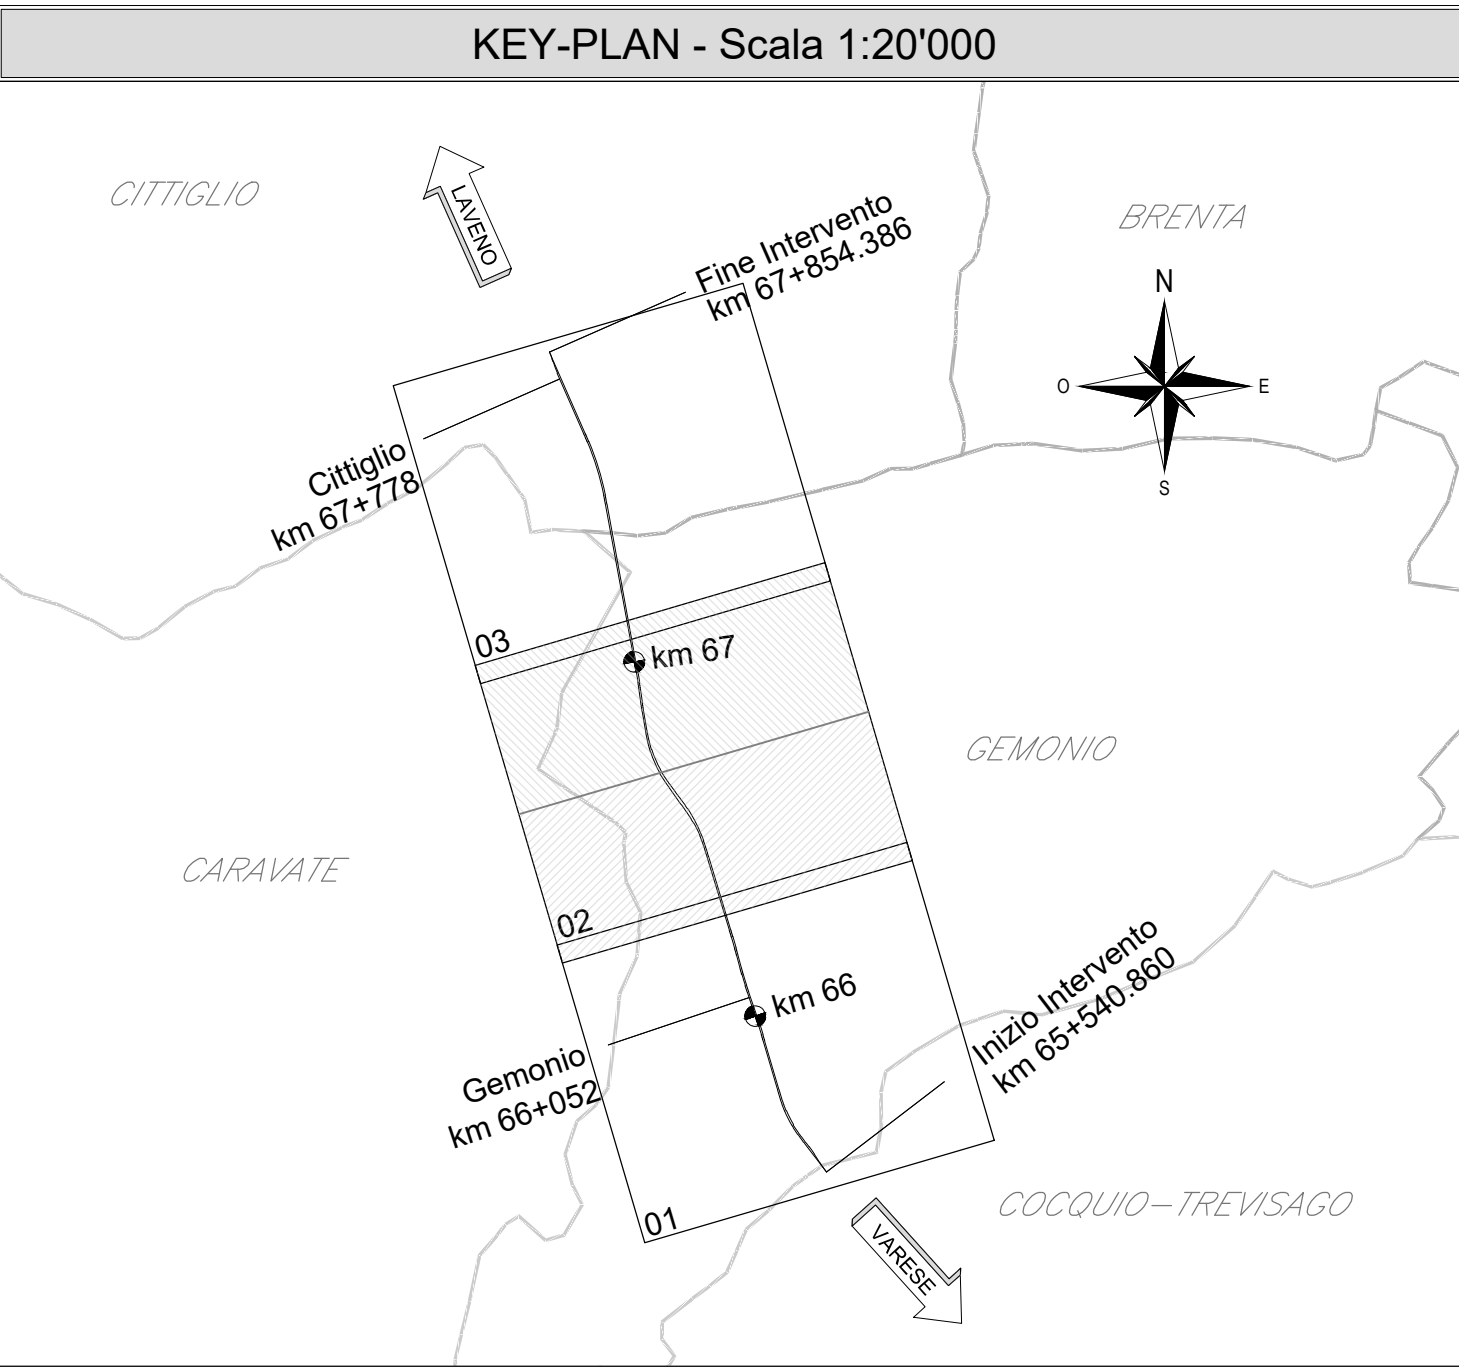 KEY-PLAN - Scala 1:20'000
CITTIGLIO
LAVENO
BRENTA
Fine Intervento
km 67+854.386
N
O
E
S
Cittiglio
km 67+778
03
km 67
GEMONIO
CARAVATE
02
km 66
Inizio Intervento
km 65+540.860
Gemonio
km 66+052
COCQUIO-TREVISAGO
01
VARESE